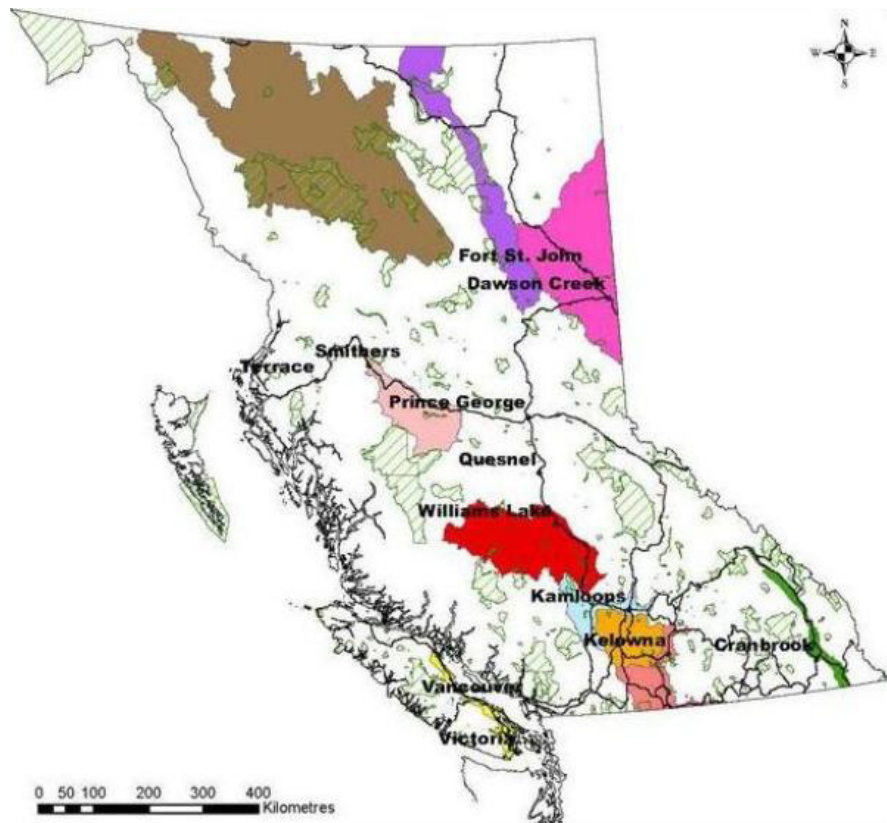 N
W E
S
Fort St. John
Dawson Creek
Smithers
Terrace
Prince George
Quesnel
Williams Lake
Kamloops
Kelowna
Cranbrook
Vancouver
Victoria
0 50 100 200 300 400
Kilometres